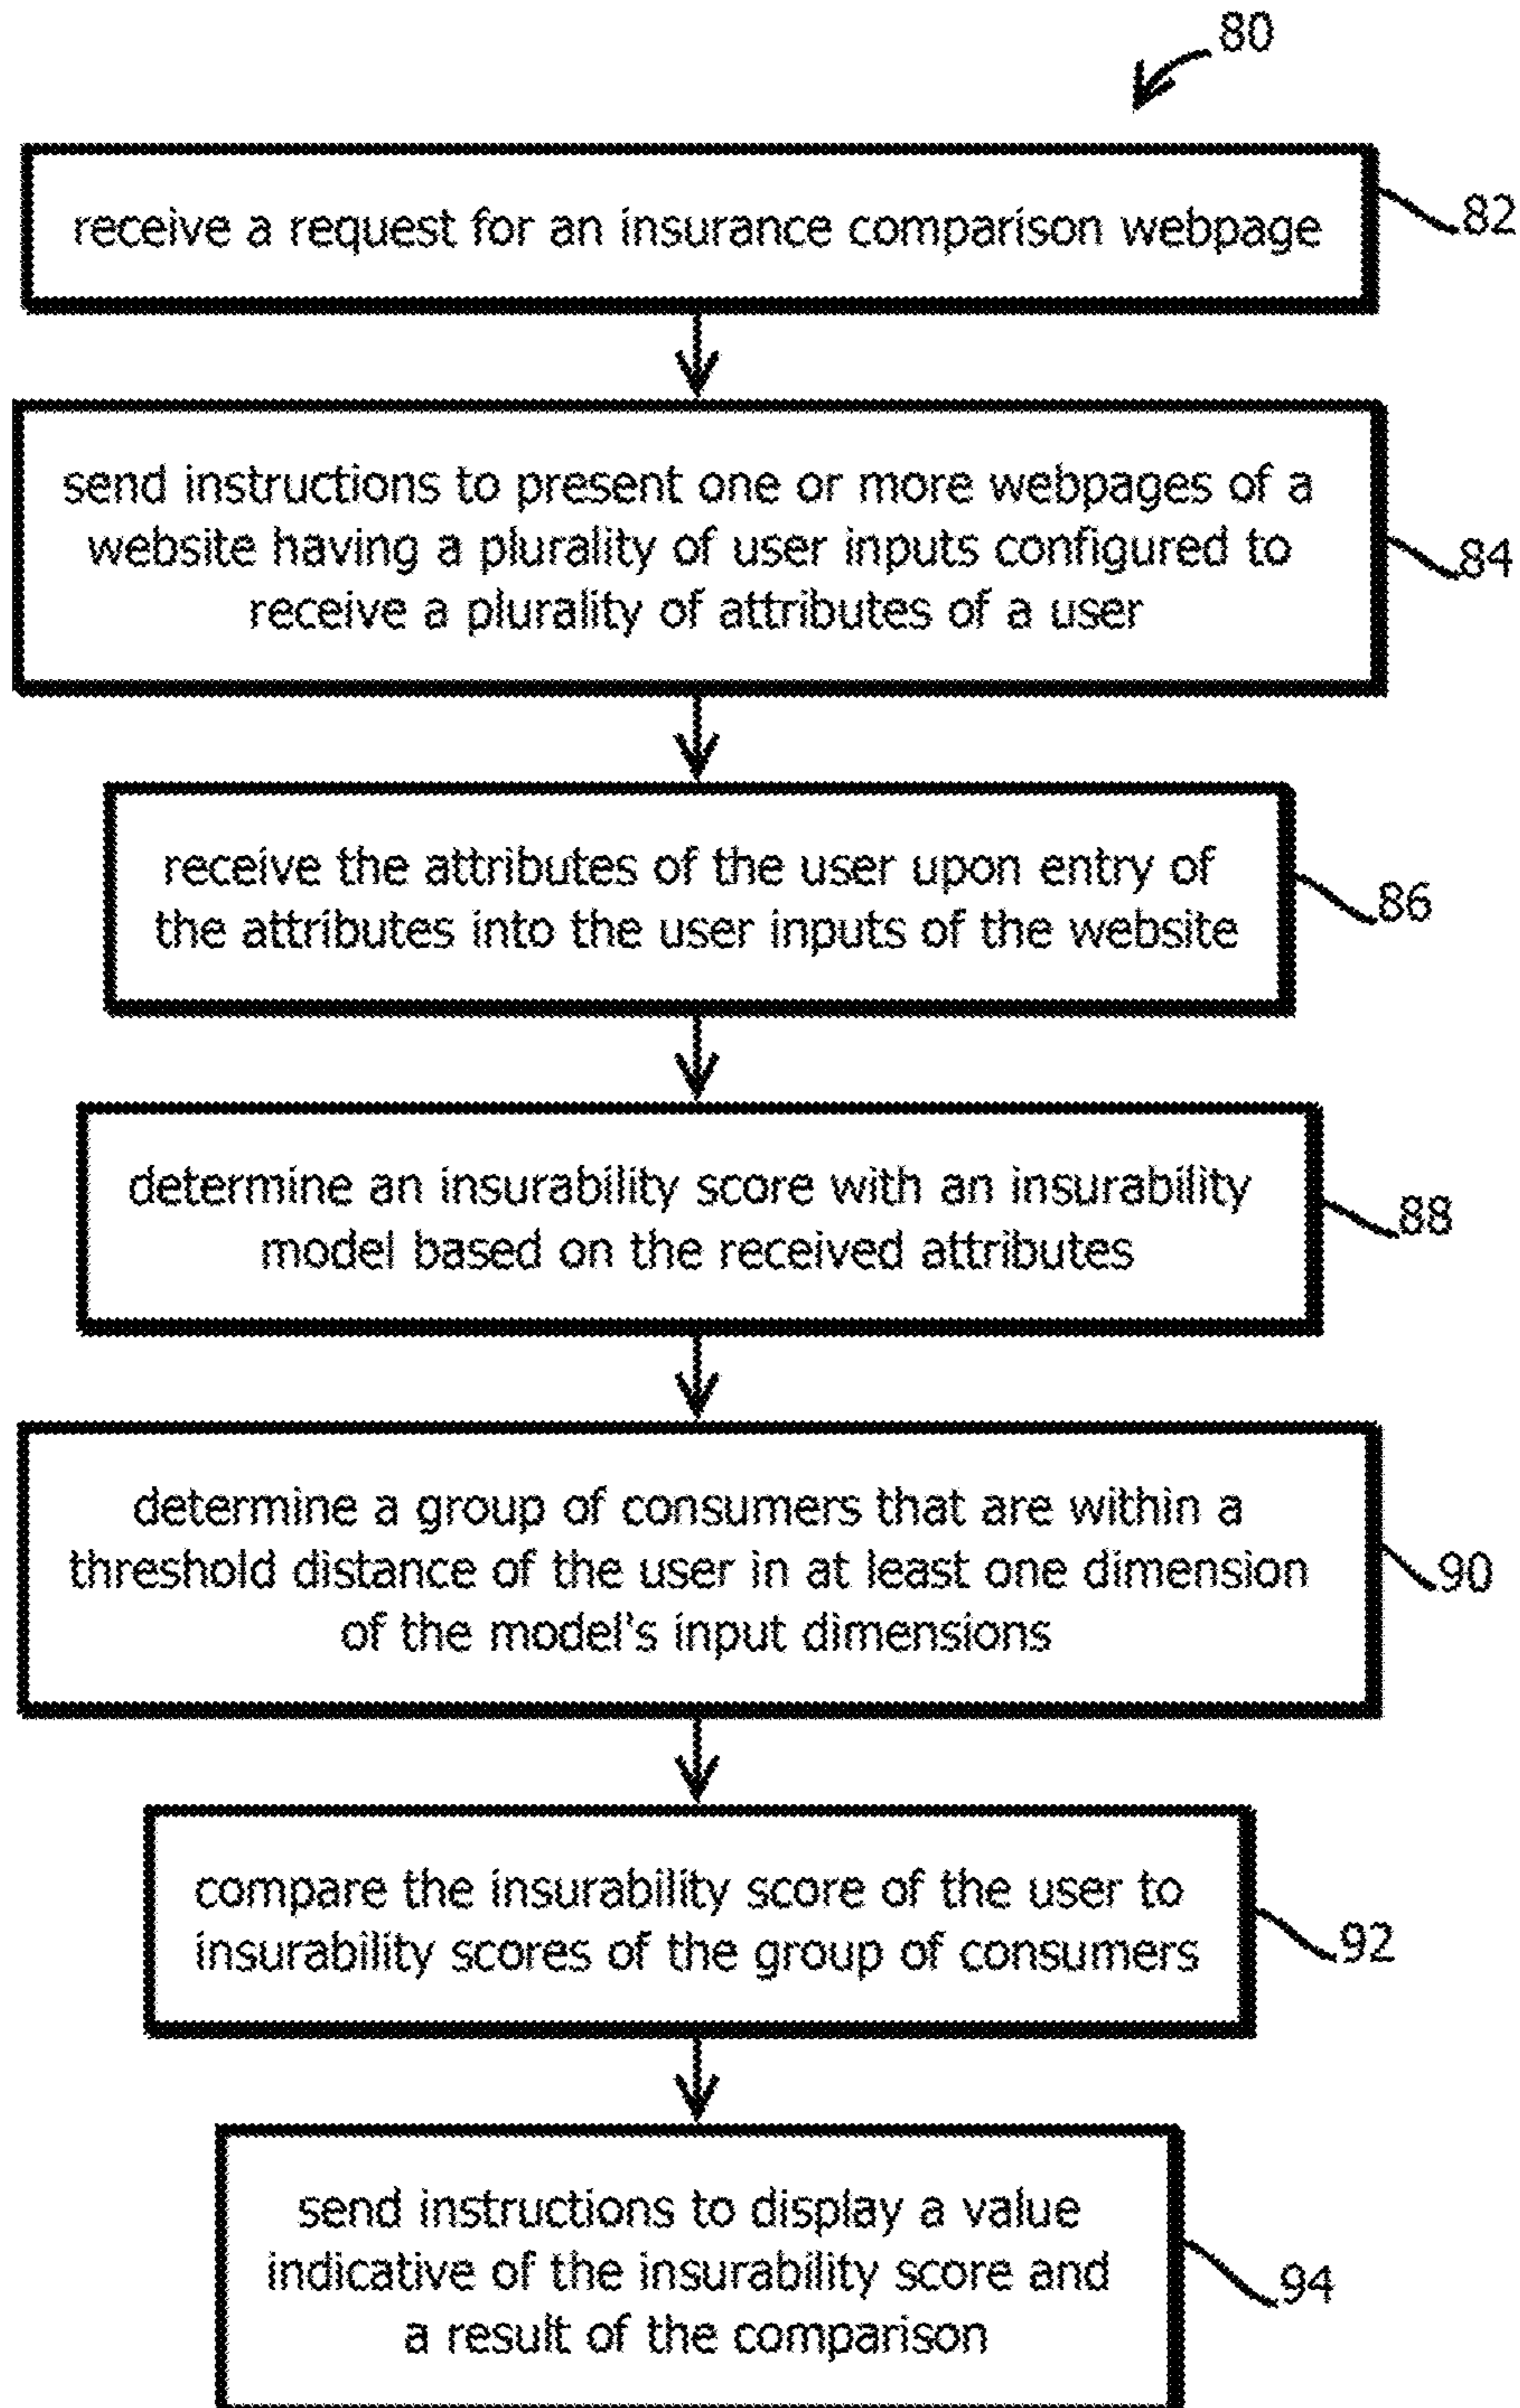 80
receive a request for an insurance comparison webpage
82
send instructions to present one or more webpages of a
website having a plurality of user inputs configured to
receive a plurality of attributes of a user
84
receive the attributes of the user upon entry of
the attributes into the user inputs of the website
86
determine an insurability score with an insurability
model based on the received attributes
88
determine a group of consumers that are within a
threshold distance of the user in at least one dimension
of the model's input dimensions
90
compare the insurability score of the user to
insurability scores of the group of consumers
92
send instructions to display a value
indicative of the insurability score and
a result of the comparison
94